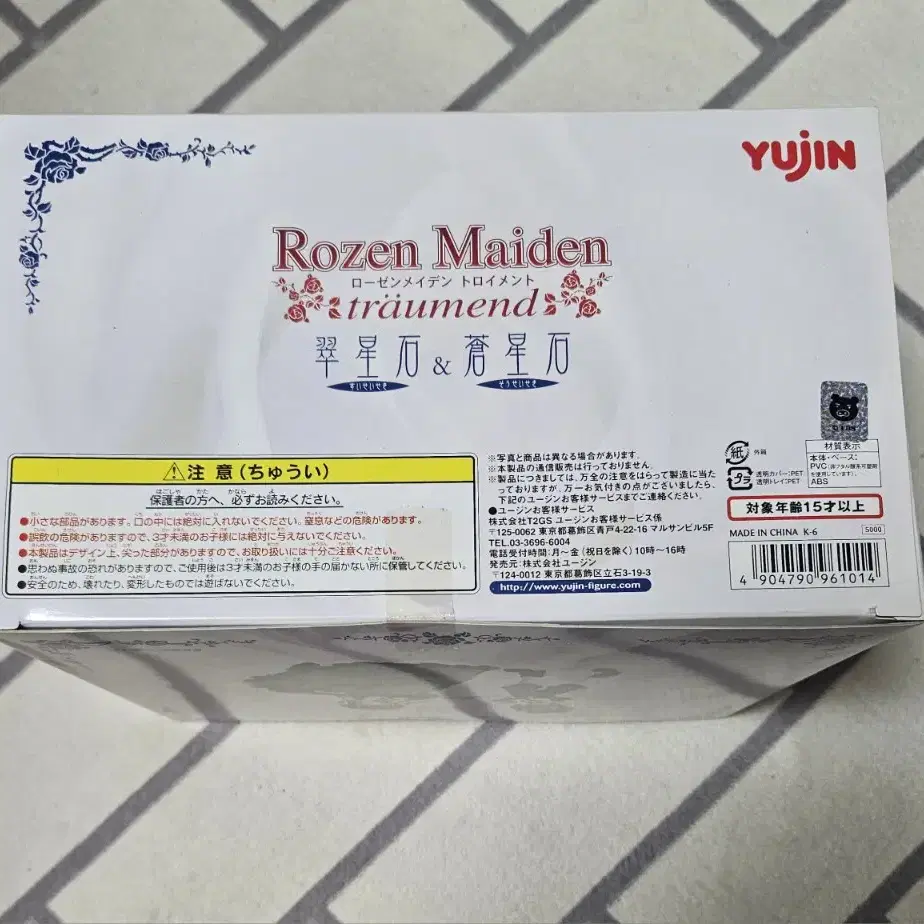 YUJIN
Rozen Maiden
ローゼンメイデン トロイメント
träumend
翠星石 & 蒼星石
すいせいせき そうせいせき
⚠注 意(ちゅうい)
保護者の方へ、必ずお読みください。
●小さな部品があります。口の中には絶対に入れないでください。窒息などの危険があります。
●誤飲の危険がありますので、3才未満のお子様には絶対に与えないでください。
●本製品はデザイン上、尖った部分がありますので、お取り扱いには十分ご注意ください。
●思わぬ事故の恐れがありますので、ご使用後は3才未満のお子様の手の届かない所に保管してください。
●安全のため、壊れたり、変形したものでは遊ばないでください。
※写真と商品は異なる場合があります。
※本製品の通信販売は行っておりません。
※製品につきましては、万全の注意をはらって製造に当た
っておりますが、万一お気付きの点がございましたら、
下記のユージンお客様サービスまでご連絡ください。
●ユージンお客様サービス
株式会社T2GS ユージンお客様サービス係
〒125-0062 東京都葛飾区青戸4-22-16 マルサンビル5F
TEL.03-3696-6004
電話受付時間：月〜金(祝日を除く)10時〜16時
発売元：株式会社ユージン
〒124-0012 東京都葛飾区立石3-19-3
http://www.yujin-figure.com
紙 外箱
プラ 透明カバー：PET
透明トレイ：PET
材質表示
本体・ベース：
PVC(非フタル酸系可塑剤
を使用しています)、
ABS
対象年齢15才以上
MADE IN CHINA K-6 5000
4 904790 961014